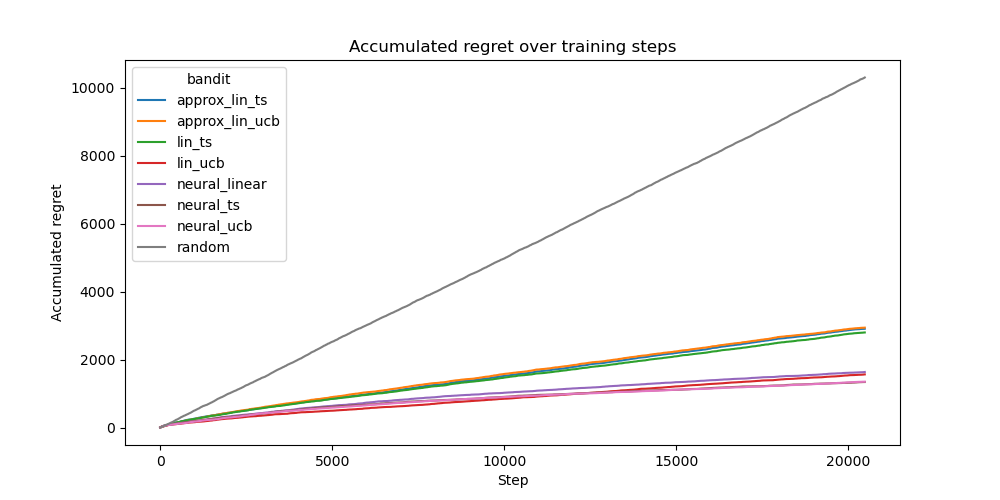 Accumulated regret over training steps
bandit
approx_lin_ts
approx_lin_ucb
lin_ts
lin_ucb
neural_linear
neural_ts
neural_ucb
random
Accumulated regret
10000
8000
6000
4000
2000
0
0 5000 10000 15000 20000
Step